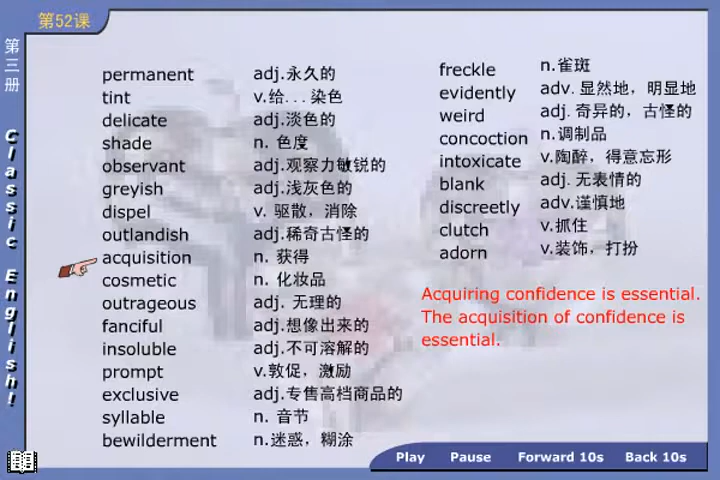 第52课
第三册
Classic English!
permanent adj.永久的
tint v.给...染色
delicate adj.淡色的
shade n. 色度
observant adj.观察力敏锐的
greyish adj.浅灰色的
dispel v. 驱散，消除
outlandish adj.稀奇古怪的
acquisition n. 获得
cosmetic n. 化妆品
outrageous adj. 无理的
fanciful adj.想像出来的
insoluble adj.不可溶解的
prompt v.敦促，激励
exclusive adj.专售高档商品的
syllable n. 音节
bewilderment n.迷惑，糊涂
freckle n.雀斑
evidently adv. 显然地，明显地
weird adj. 奇异的，古怪的
concoction n.调制品
intoxicate v.陶醉，得意忘形
blank adj. 无表情的
discreetly adv.谨慎地
clutch v.抓住
adorn v.装饰，打扮
Acquiring confidence is essential.
The acquisition of confidence is
essential.
Play Pause Forward 10s Back 10s